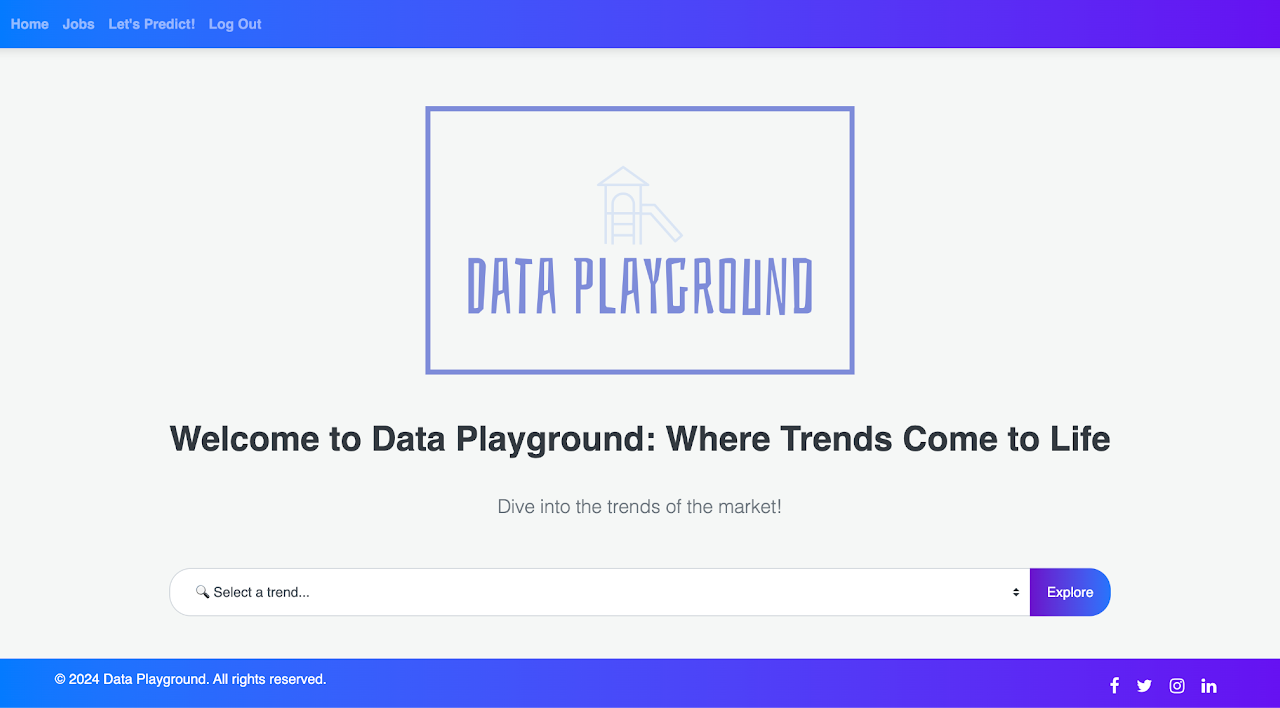 Home Jobs Let's Predict! Log Out
DATA PLAYGROUND
Welcome to Data Playground: Where Trends Come to Life
Dive into the trends of the market!
🔍 Select a trend... Explore
© 2024 Data Playground. All rights reserved.